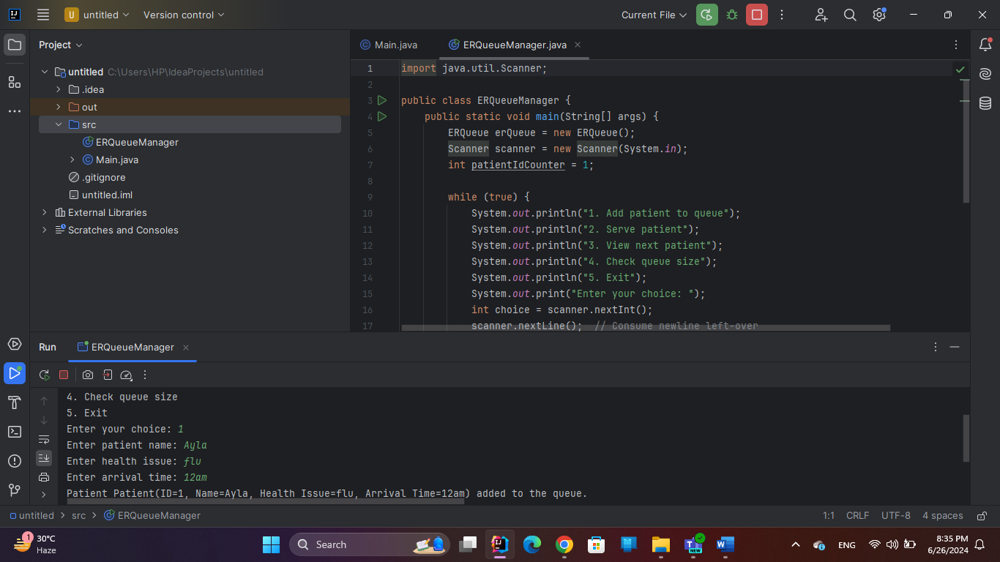 U untitled Version control Current File
Project
Main.java ERQueueManager.java
untitled C:\Users\HP\IdeaProjects\untitled
.idea
out
src
ERQueueManager
Main.java
.gitignore
untitled.iml
External Libraries
Scratches and Consoles
1 import java.util.Scanner;
2
3 public class ERQueueManager {
4 public static void main(String[] args) {
5 ERQueue erQueue = new ERQueue();
6 Scanner scanner = new Scanner(System.in);
7 int patientIdCounter = 1;
8
9 while (true) {
10 System.out.println("1. Add patient to queue");
11 System.out.println("2. Serve patient");
12 System.out.println("3. View next patient");
13 System.out.println("4. Check queue size");
14 System.out.println("5. Exit");
15 System.out.print("Enter your choice: ");
16 int choice = scanner.nextInt();
17 scanner.nextLine(); // Consume newline left-over
Run ERQueueManager
4. Check queue size
5. Exit
Enter your choice: 1
Enter patient name: Ayla
Enter health issue: flu
Enter arrival time: 12am
Patient Patient(ID=1, Name=Ayla, Health Issue=flu, Arrival Time=12am) added to the queue.
untitled > src > ERQueueManager 1:1 CRLF UTF-8 4 spaces
1 30°C
Haze
Search
NEW
ENG
8:35 PM
6/26/2024